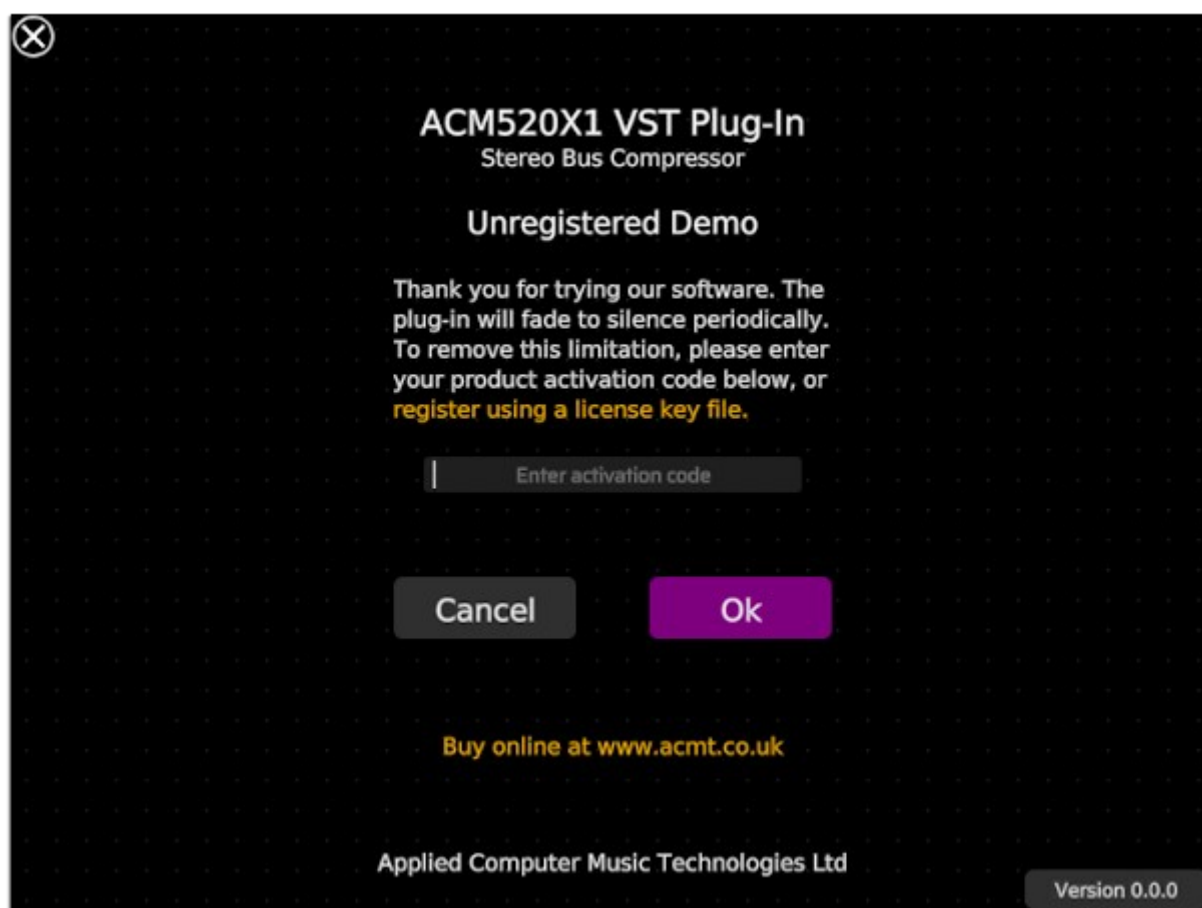 ACM520X1 VST Plug-In
Stereo Bus Compressor
Unregistered Demo
Thank you for trying our software. The
plug-in will fade to silence periodically.
To remove this limitation, please enter
your product activation code below, or
register using a license key file.
Enter activation code
Cancel
Ok
Buy online at www.acmt.co.uk
Applied Computer Music Technologies Ltd
Version 0.0.0